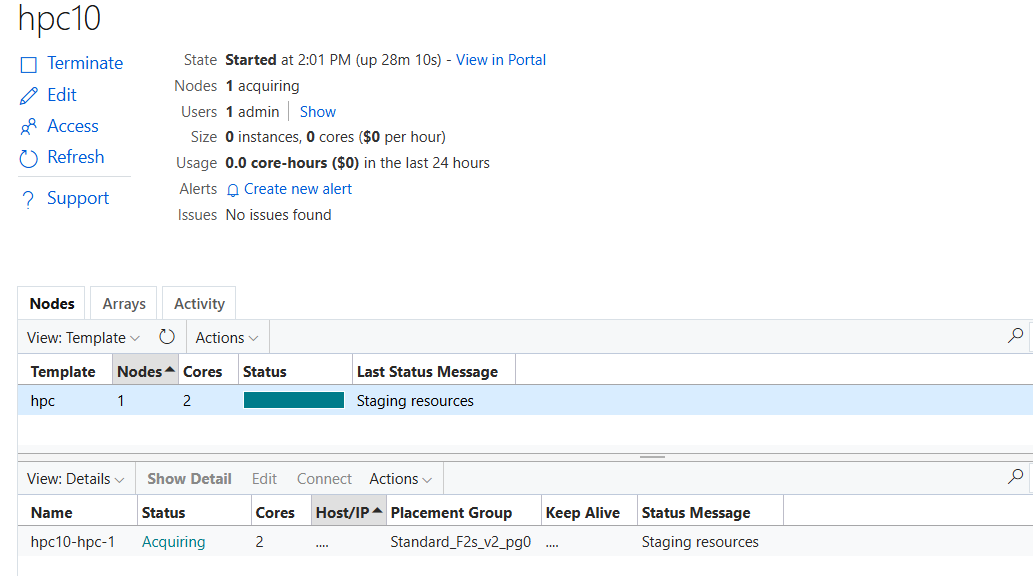 hpc10
Terminate
Edit
Access
Refresh
Support
State Started at 2:01 PM (up 28m 10s) - View in Portal
Nodes 1 acquiring
Users 1 admin Show
Size 0 instances, 0 cores ($0 per hour)
Usage 0.0 core-hours ($0) in the last 24 hours
Alerts Create new alert
Issues No issues found
Nodes Arrays Activity
View: Template Actions
Template Nodes Cores Status Last Status Message
hpc 1 2 Staging resources
View: Details Show Detail Edit Connect Actions
Name Status Cores Host/IP Placement Group Keep Alive Status Message
hpc10-hpc-1 Acquiring 2 .... Standard_F2s_v2_pg0 .... Staging resources